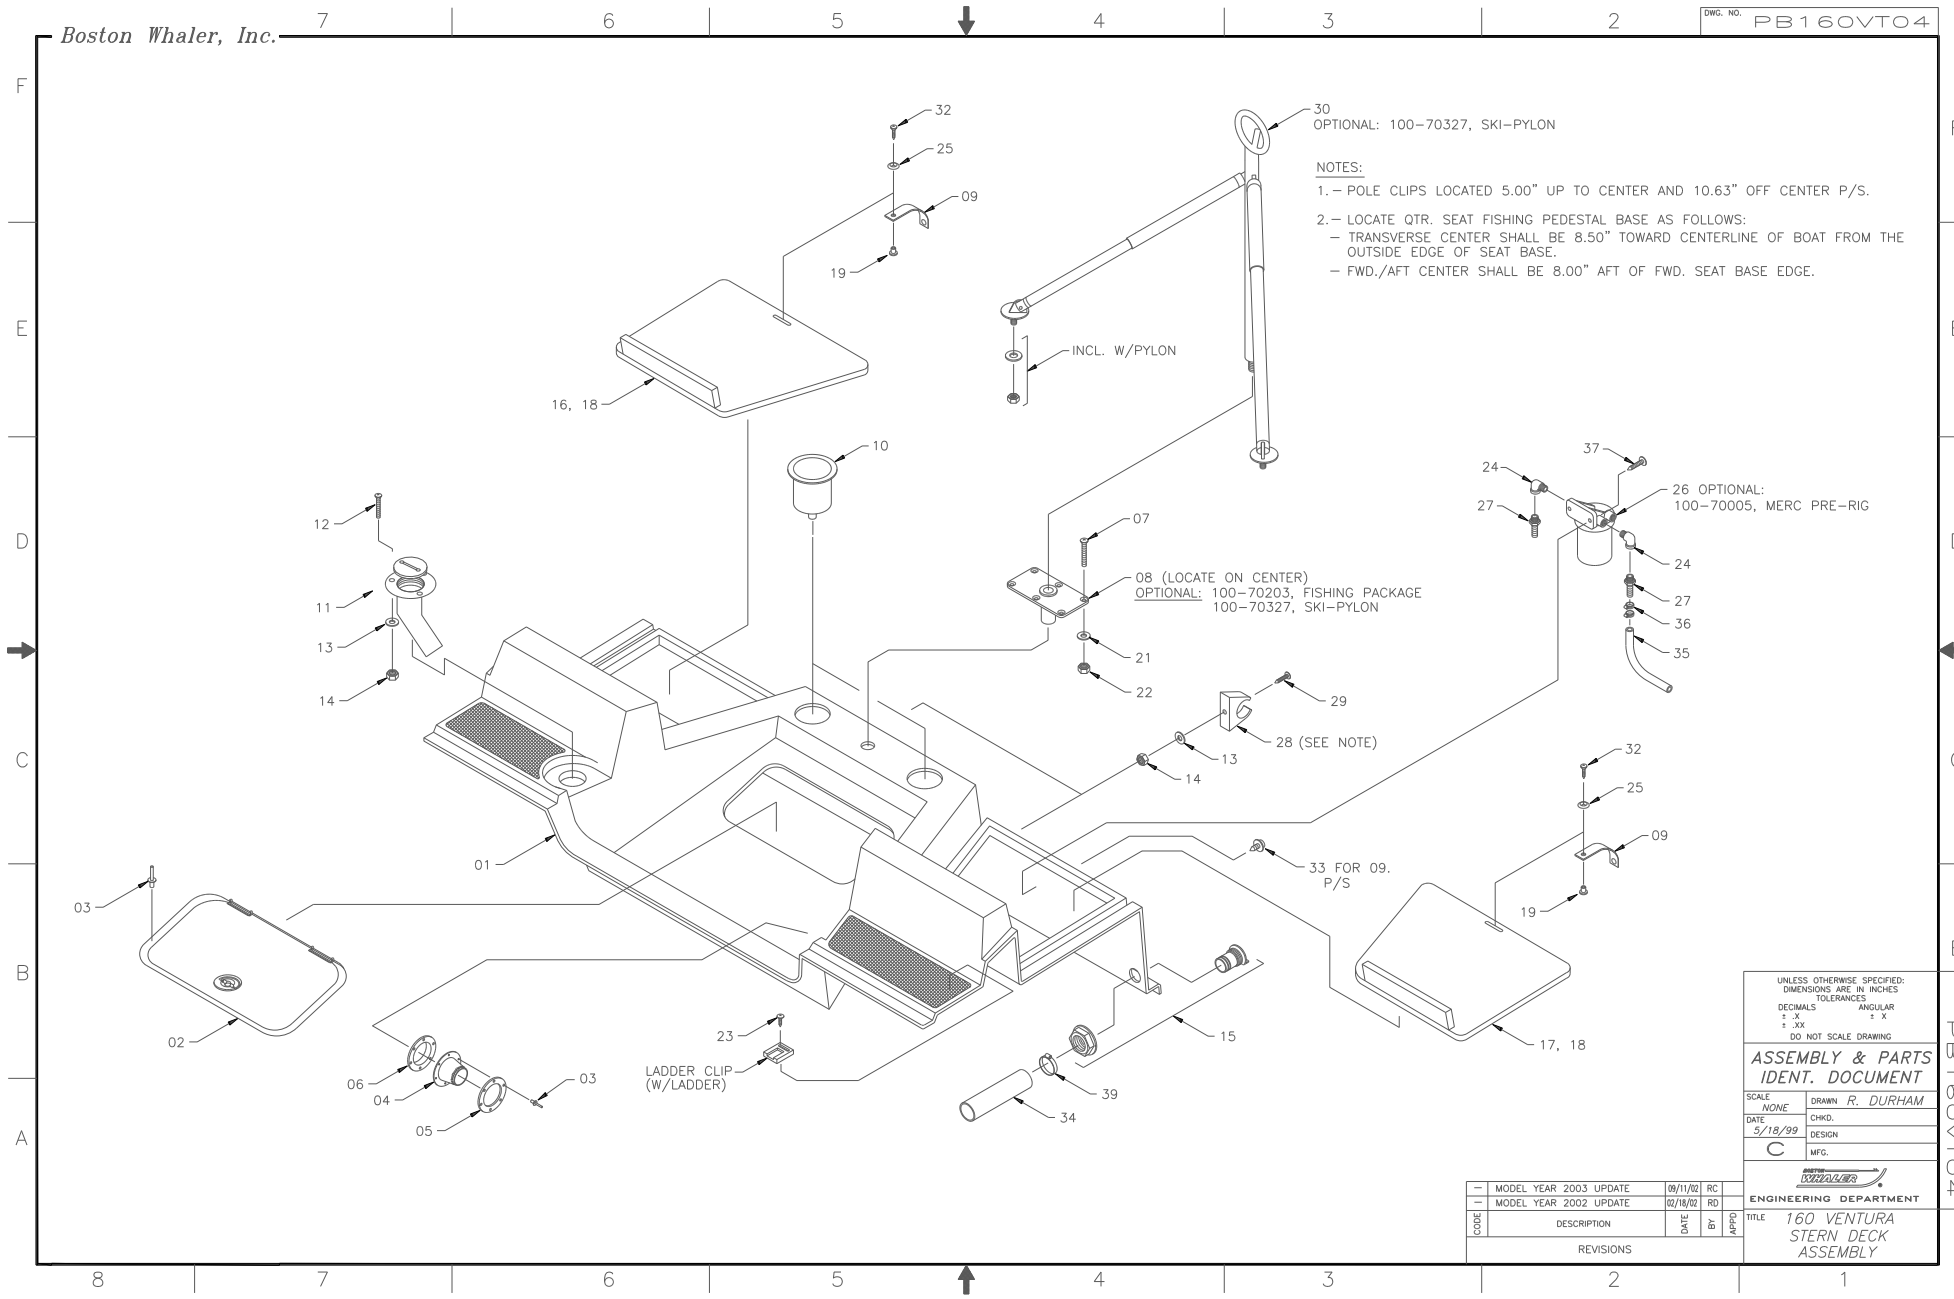 7
6
5
4
3
2
DWG. NO. PB160VT04
Boston Whaler, Inc.
F
E
D
C
B
A
32
25
09
19
16, 18
10
30
OPTIONAL: 100-70327, SKI-PYLON
NOTES:
1.- POLE CLIPS LOCATED 5.00" UP TO CENTER AND 10.63" OFF CENTER P/S.
2.- LOCATE QTR. SEAT FISHING PEDESTAL BASE AS FOLLOWS:
- TRANSVERSE CENTER SHALL BE 8.50" TOWARD CENTERLINE OF BOAT FROM THE
OUTSIDE EDGE OF SEAT BASE.
- FWD./AFT CENTER SHALL BE 8.00" AFT OF FWD. SEAT BASE EDGE.
INCL. W/PYLON
12
11
13
14
07
08 (LOCATE ON CENTER)
OPTIONAL: 100-70203, FISHING PACKAGE
100-70327, SKI-PYLON
21
22
37
24
27
26 OPTIONAL:
100-70005, MERC PRE-RIG
24
27
36
35
29
28 (SEE NOTE)
13
14
32
25
09
19
33 FOR 09.
P/S
17, 18
01
03
02
06
04
05
03
23
LADDER CLIP
(W/LADDER)
15
39
34
UNLESS OTHERWISE SPECIFIED:
DIMENSIONS ARE IN INCHES
TOLERANCES
DECIMALS ANGULAR
± .X ± X
± .XX
DO NOT SCALE DRAWING
ASSEMBLY & PARTS
IDENT. DOCUMENT
SCALE NONE
DRAWN R. DURHAM
DATE 5/18/99
CHKD.
DESIGN
C
MFG.
BOSTON
WHALER
ENGINEERING DEPARTMENT
TITLE 160 VENTURA
STERN DECK
ASSEMBLY
- MODEL YEAR 2003 UPDATE 09/11/02 RC
- MODEL YEAR 2002 UPDATE 02/18/02 RD
CODE DESCRIPTION DATE BY APPD
REVISIONS
8
7
6
5
4
3
2
1